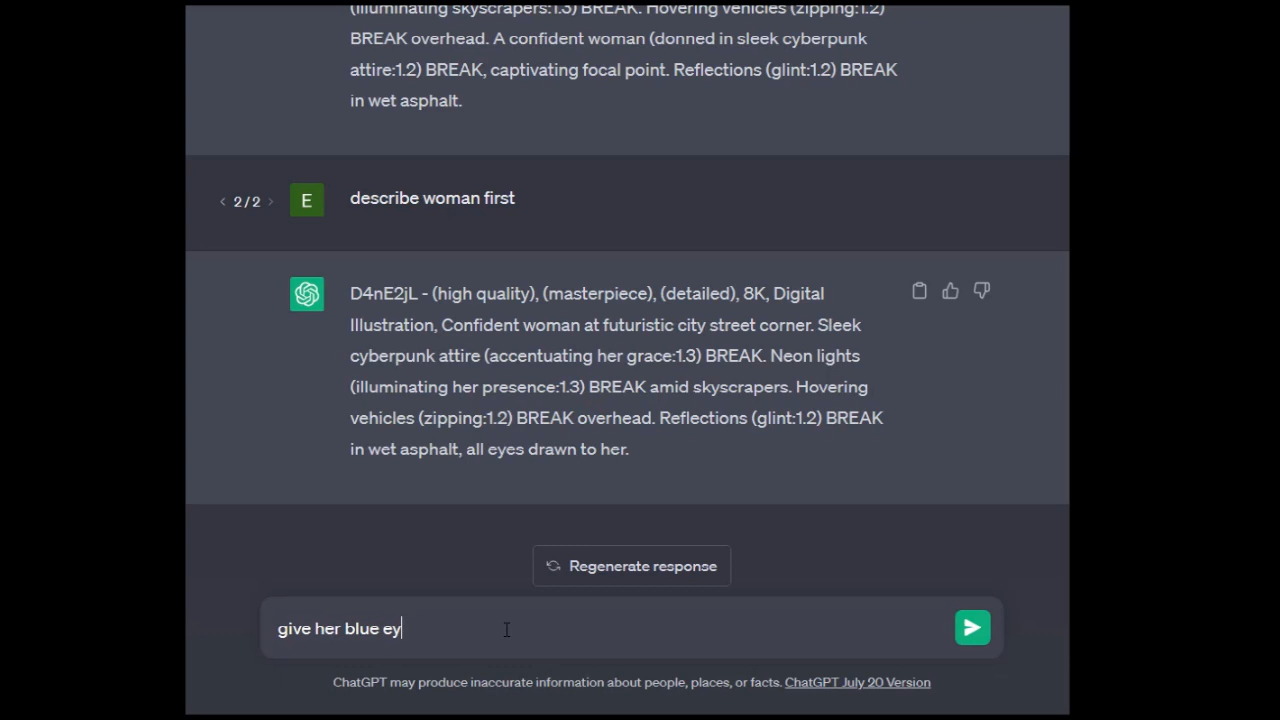 (illuminating skyscrapers:1.3) BREAK. Hovering vehicles (zipping:1.2)
BREAK overhead. A confident woman (donned in sleek cyberpunk
attire:1.2) BREAK, captivating focal point. Reflections (glint:1.2) BREAK
in wet asphalt.
< 2/2 >
E
describe woman first
D4nE2jL - (high quality), (masterpiece), (detailed), 8K, Digital
Illustration, Confident woman at futuristic city street corner. Sleek
cyberpunk attire (accentuating her grace:1.3) BREAK. Neon lights
(illuminating her presence:1.3) BREAK amid skyscrapers. Hovering
vehicles (zipping:1.2) BREAK overhead. Reflections (glint:1.2) BREAK
in wet asphalt, all eyes drawn to her.
Regenerate response
give her blue ey
ChatGPT may produce inaccurate information about people, places, or facts. ChatGPT July 20 Version